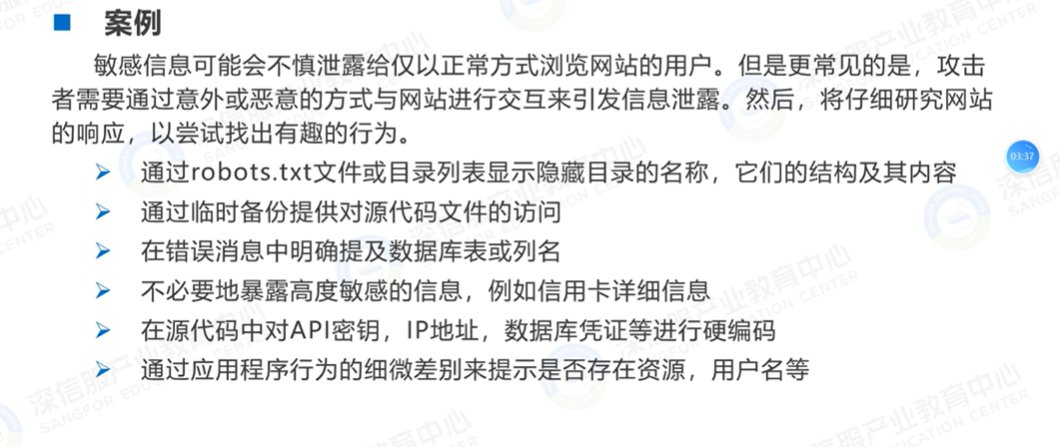 案例
敏感信息可能会不慎泄露给仅以正常方式浏览网站的用户。但是更常见的是，攻击
者需要通过意外或恶意的方式与网站进行交互来引发信息泄露。然后，将仔细研究网站
的响应，以尝试找出有趣的行为。
通过robots.txt文件或目录列表显示隐藏目录的名称，它们的结构及其内容
03:37
通过临时备份提供对源代码文件的访问
在错误消息中明确提及数据库表或列名
不必要地暴露高度敏感的信息，例如信用卡详细信息
在源代码中对API密钥，IP地址，数据库凭证等进行硬编码
通过应用程序行为的细微差别来提示是否存在资源，用户名等
深信服产业教育中心
SANGFOR EDUCATION CENTER